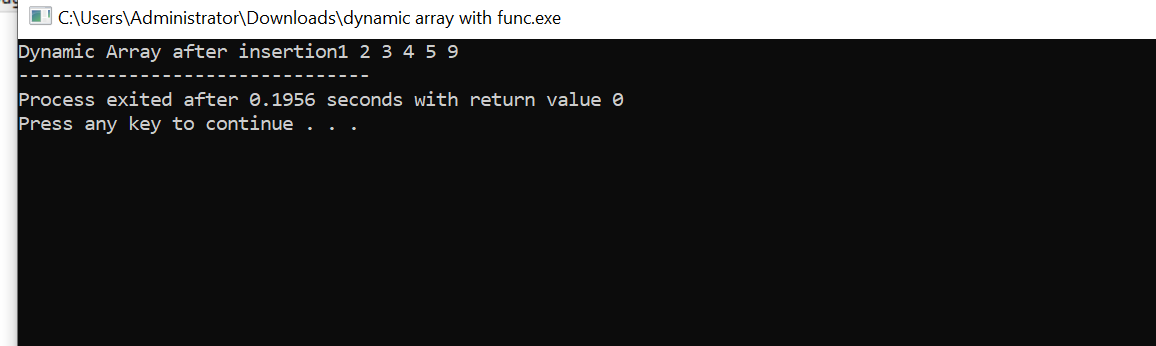 C:\Users\Administrator\Downloads\dynamic array with func.exe
Dynamic Array after insertion1 2 3 4 5 9
--------------------------------
Process exited after 0.1956 seconds with return value 0
Press any key to continue . . .